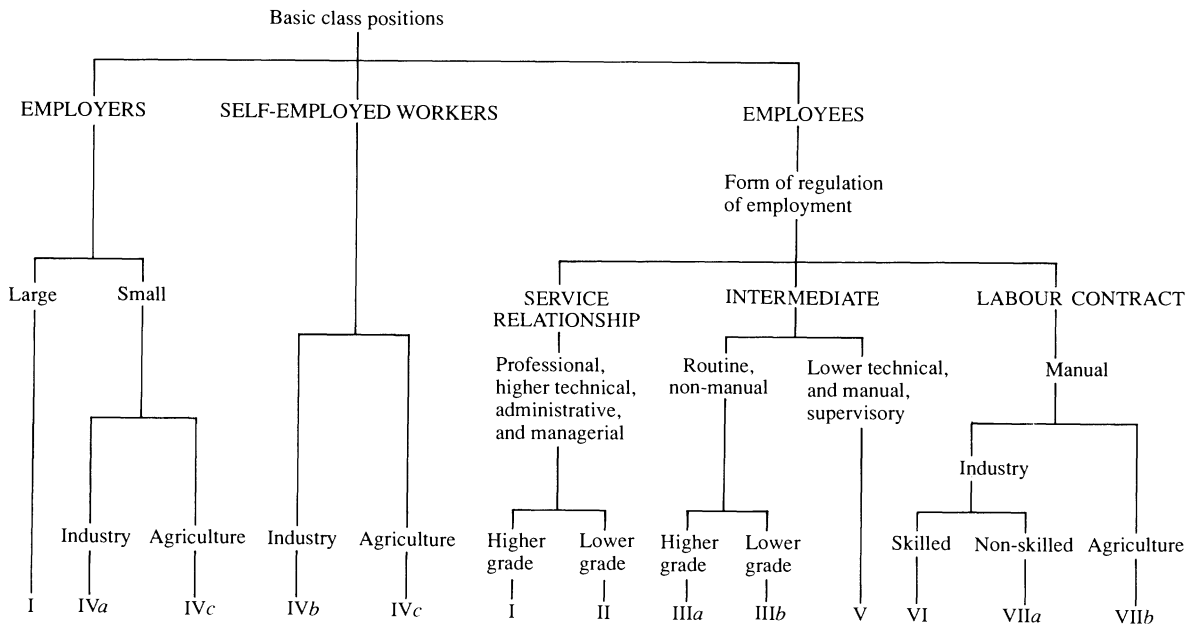 Basic class positions
EMPLOYERS
SELF-EMPLOYED WORKERS
EMPLOYEES
Form of regulation
of employment
Large
Small
SERVICE
RELATIONSHIP
INTERMEDIATE
LABOUR CONTRACT
Professional,
higher technical,
administrative,
and managerial
Routine,
non-manual
Lower technical,
and manual,
supervisory
Manual
Industry
Industry
Agriculture
Industry
Agriculture
Higher
grade
Lower
grade
Higher
grade
Lower
grade
Skilled
Non-skilled
Agriculture
I
IVa
IVc
IVb
IVc
I
II
IIIa
IIIb
V
VI
VIIa
VIIb